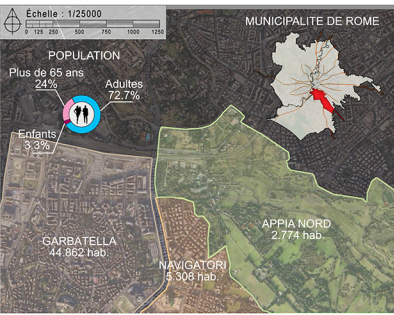 Échelle : 1/25000
0 125 250 500 750 1000 1250
MUNICIPALITE DE ROME
POPULATION
Plus de 65 ans
24%
Adultes
72.7%
Enfants
3.3%
APPIA NORD
2.774 hab.
GARBATELLA
44.862 hab.
NAVIGATORI
5.308 hab.